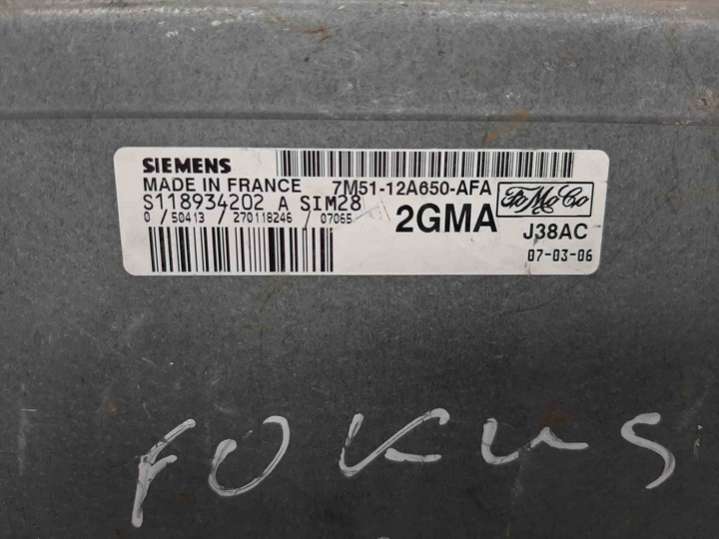 SIEMENS
MADE IN FRANCE 7M51-12A650-AFA
S118934202 A SIM28
0 / 50413 / 270118246 / 07065
2GMA
FoMoCo
J38AC
07-03-06
FOKUS